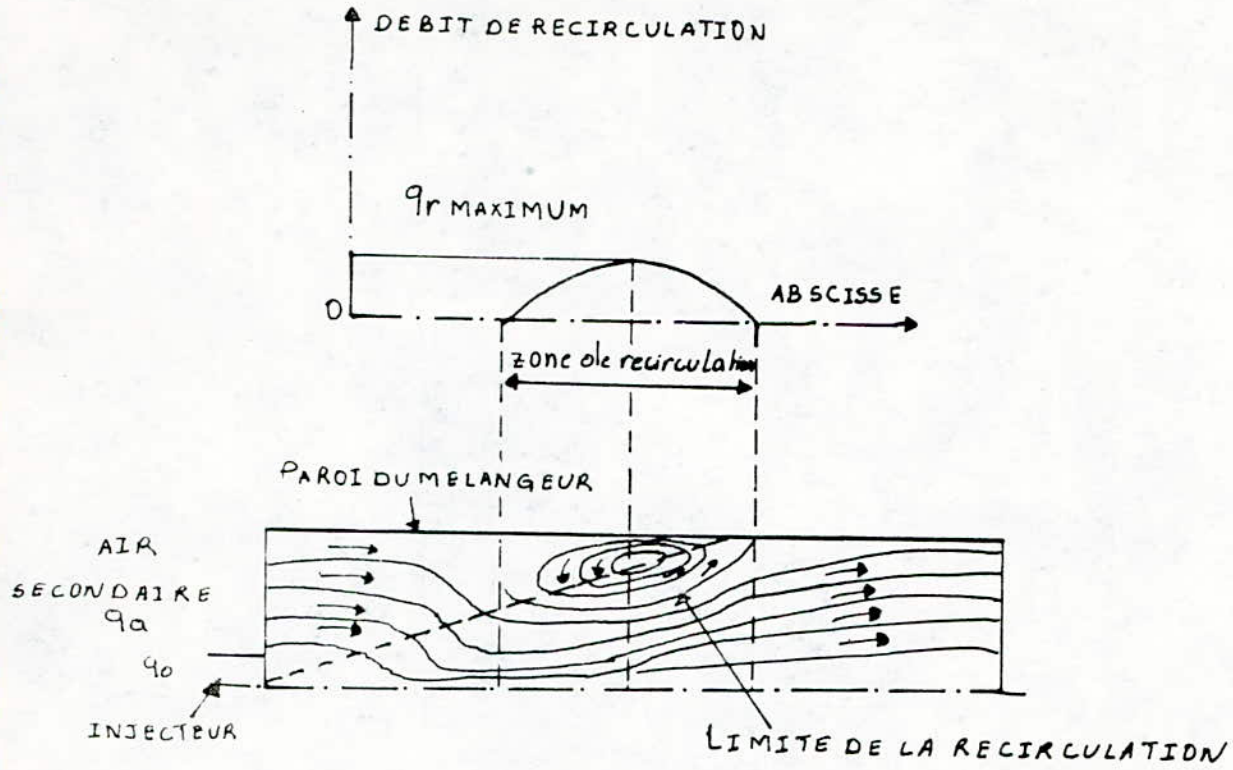 DEBIT DE RECIRCULATION
qr MAXIMUM
O
ABSCISSE
zone de recirculation
PAROI DU MELANGEUR
AIR
SECONDAIRE
qa
qo
INJECTEUR
LIMITE DE LA RECIRCULATION